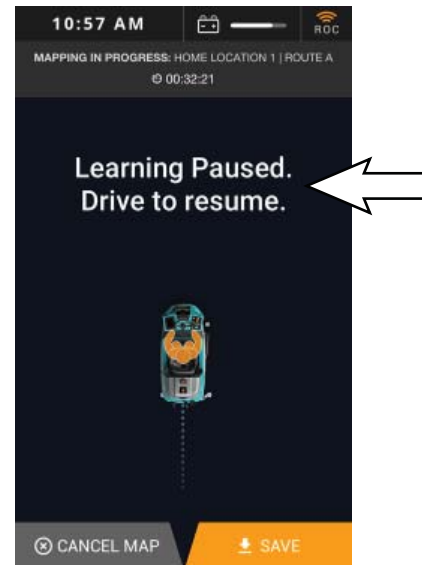 10:57 AM
ROC
MAPPING IN PROGRESS: HOME LOCATION 1 | ROUTE A
00:32:21
Learning Paused.
Drive to resume.
CANCEL MAP
SAVE